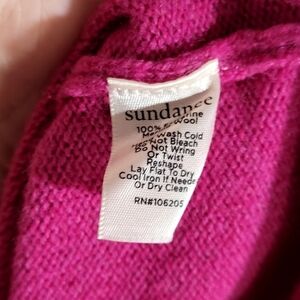 sundance
100%
Wool
Wash Cold
Not Bleach
Do Not Wring
Or Twist
Reshape
Lay Flat To Dry
Cool Iron If Needed
Or Dry Clean
RN#106205